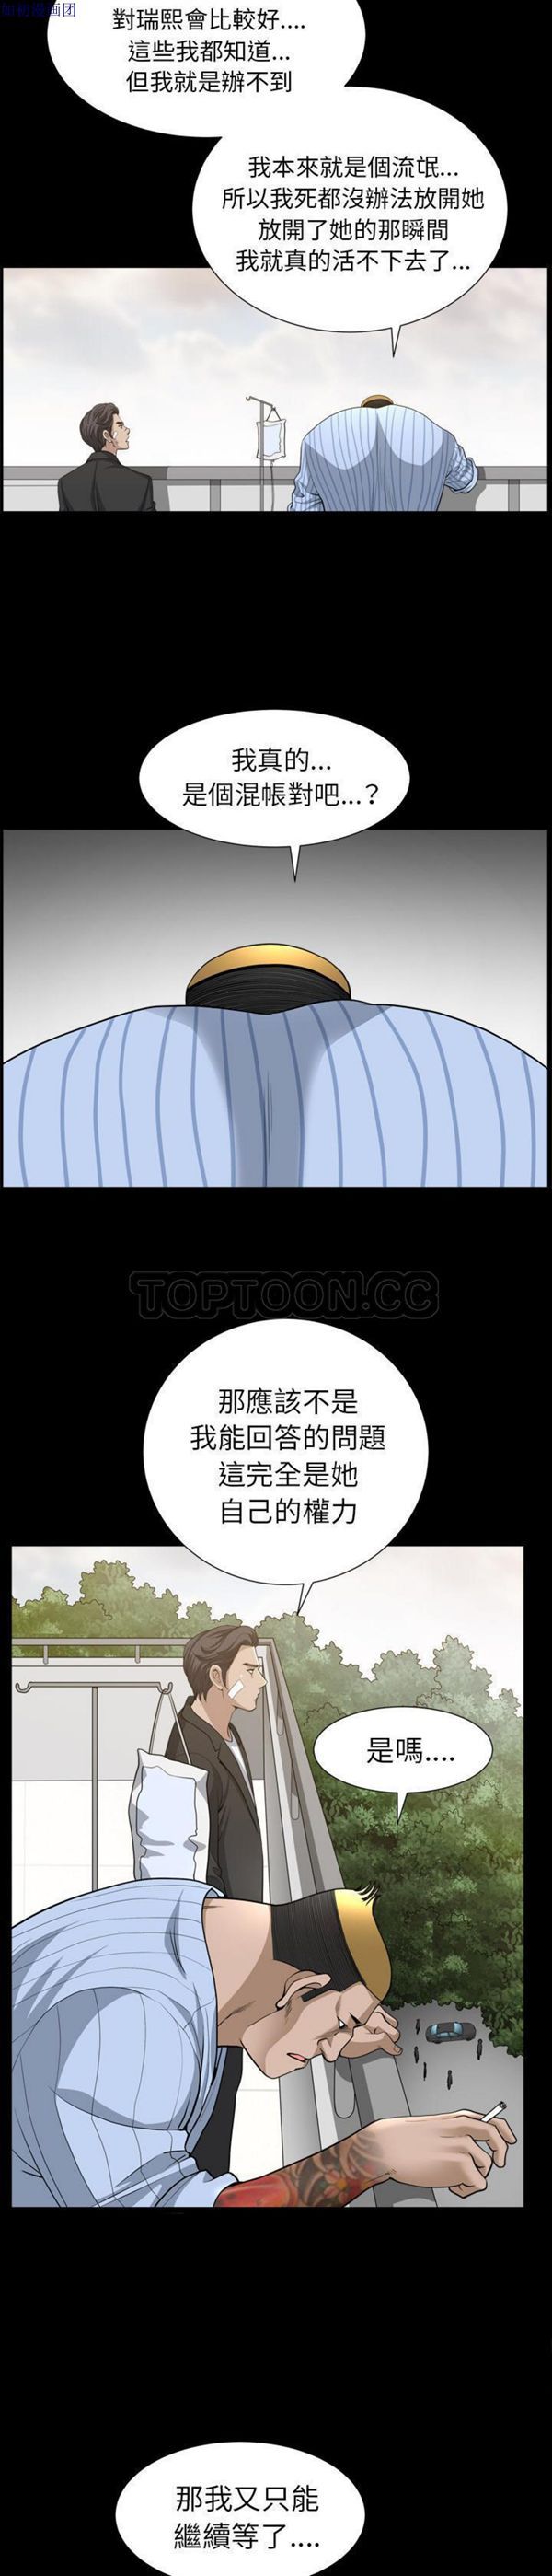 如初漫画团
對瑞熙會比較好....
這些我都知道...
但我就是辦不到
我本來就是個流氓...
所以我死都沒辦法放開她
放開了她的那瞬間
我就真的活不下去了...
我真的...
是個混帳對吧...？
TOPTOON.CC
那應該不是
我能回答的問題
這完全是她
自己的權力
是嗎....
那我又只能
繼續等了....